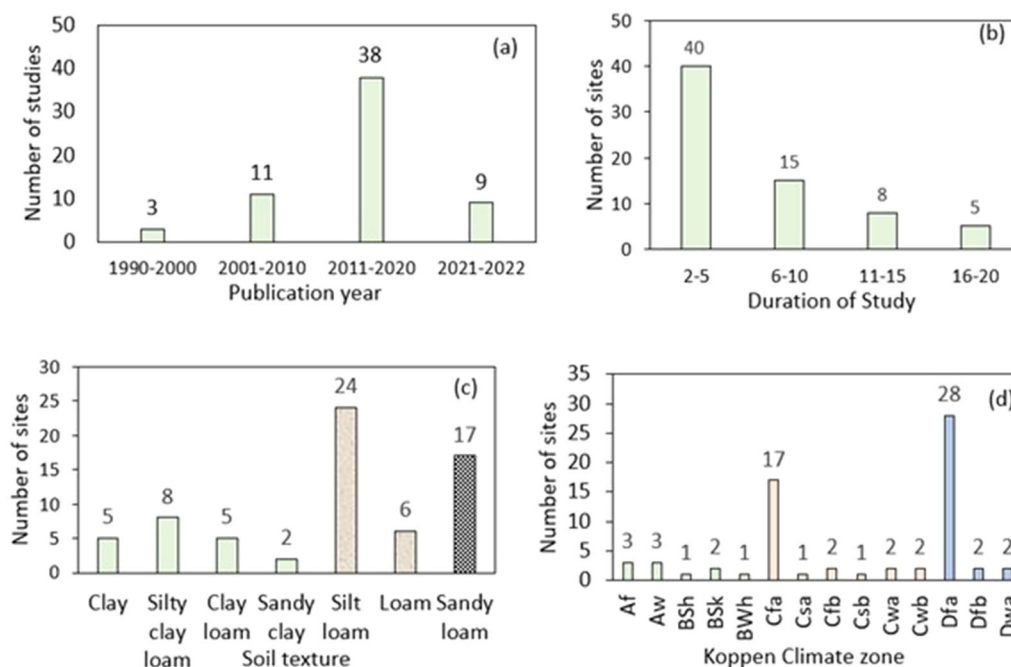 50
(a)
38
40
30
20
11
9
10
3
0
1990-2000 2001-2010 2011-2020 2021-2022
Publication year
Number of studies
50
(b)
40
40
30
20
15
8
10
5
0
2-5 6-10 11-15 16-20
Duration of Study
Number of sites
30
(c)
24
25
20
17
15
10
8
6
5
5
5
2
0
Clay Silty Clay Sandy Silt Loam Sandy
clay loam clay loam loam
loam
Soil texture
Number of sites
35
(d)
30
28
25
20
17
15
10
5
3 3 1 2 1 1 2 1 2 2 2 2
0
Af Aw BSh BSk BWh Cfa Csa Cfb Csb Cwa Cwb Dfa Dfb Dwa
Koppen Climate zone
Number of sites